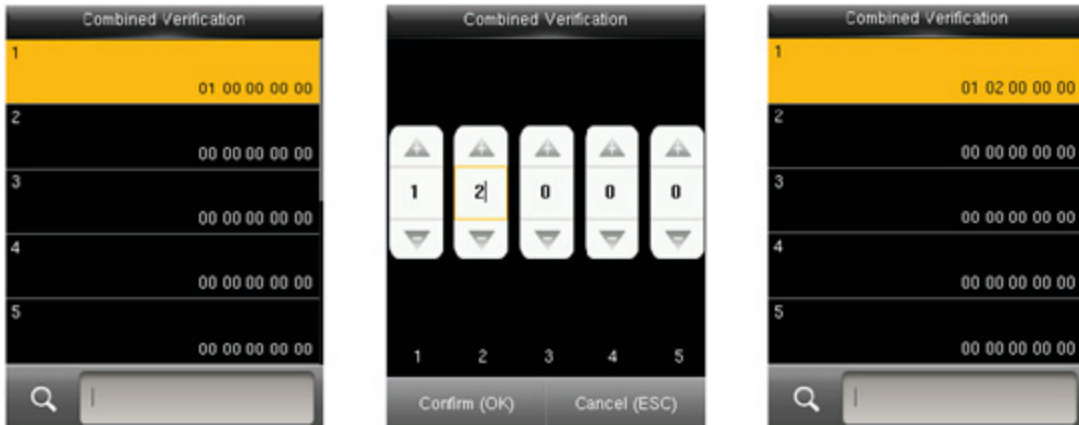 Combined Verification
1
01 00 00 00 00
2
00 00 00 00 00
3
00 00 00 00 00
4
00 00 00 00 00
5
00 00 00 00 00
Combined Verification
1 2 0 0 0
1 2 3 4 5
Confirm (OK) Cancel (ESC)
Combined Verification
1
01 02 00 00 00
2
00 00 00 00 00
3
00 00 00 00 00
4
00 00 00 00 00
5
00 00 00 00 00